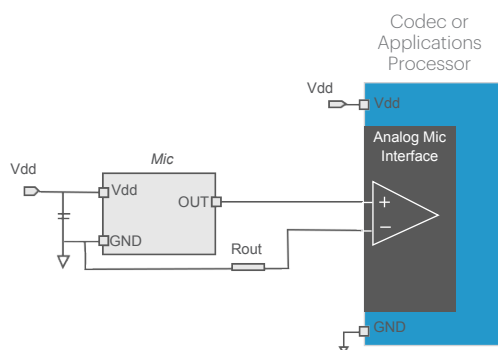 Codec or
Applications
Processor
Vdd
Vdd
Analog Mic
Interface
Mic
Vdd
Vdd
OUT
+
GND
Rout
−
GND